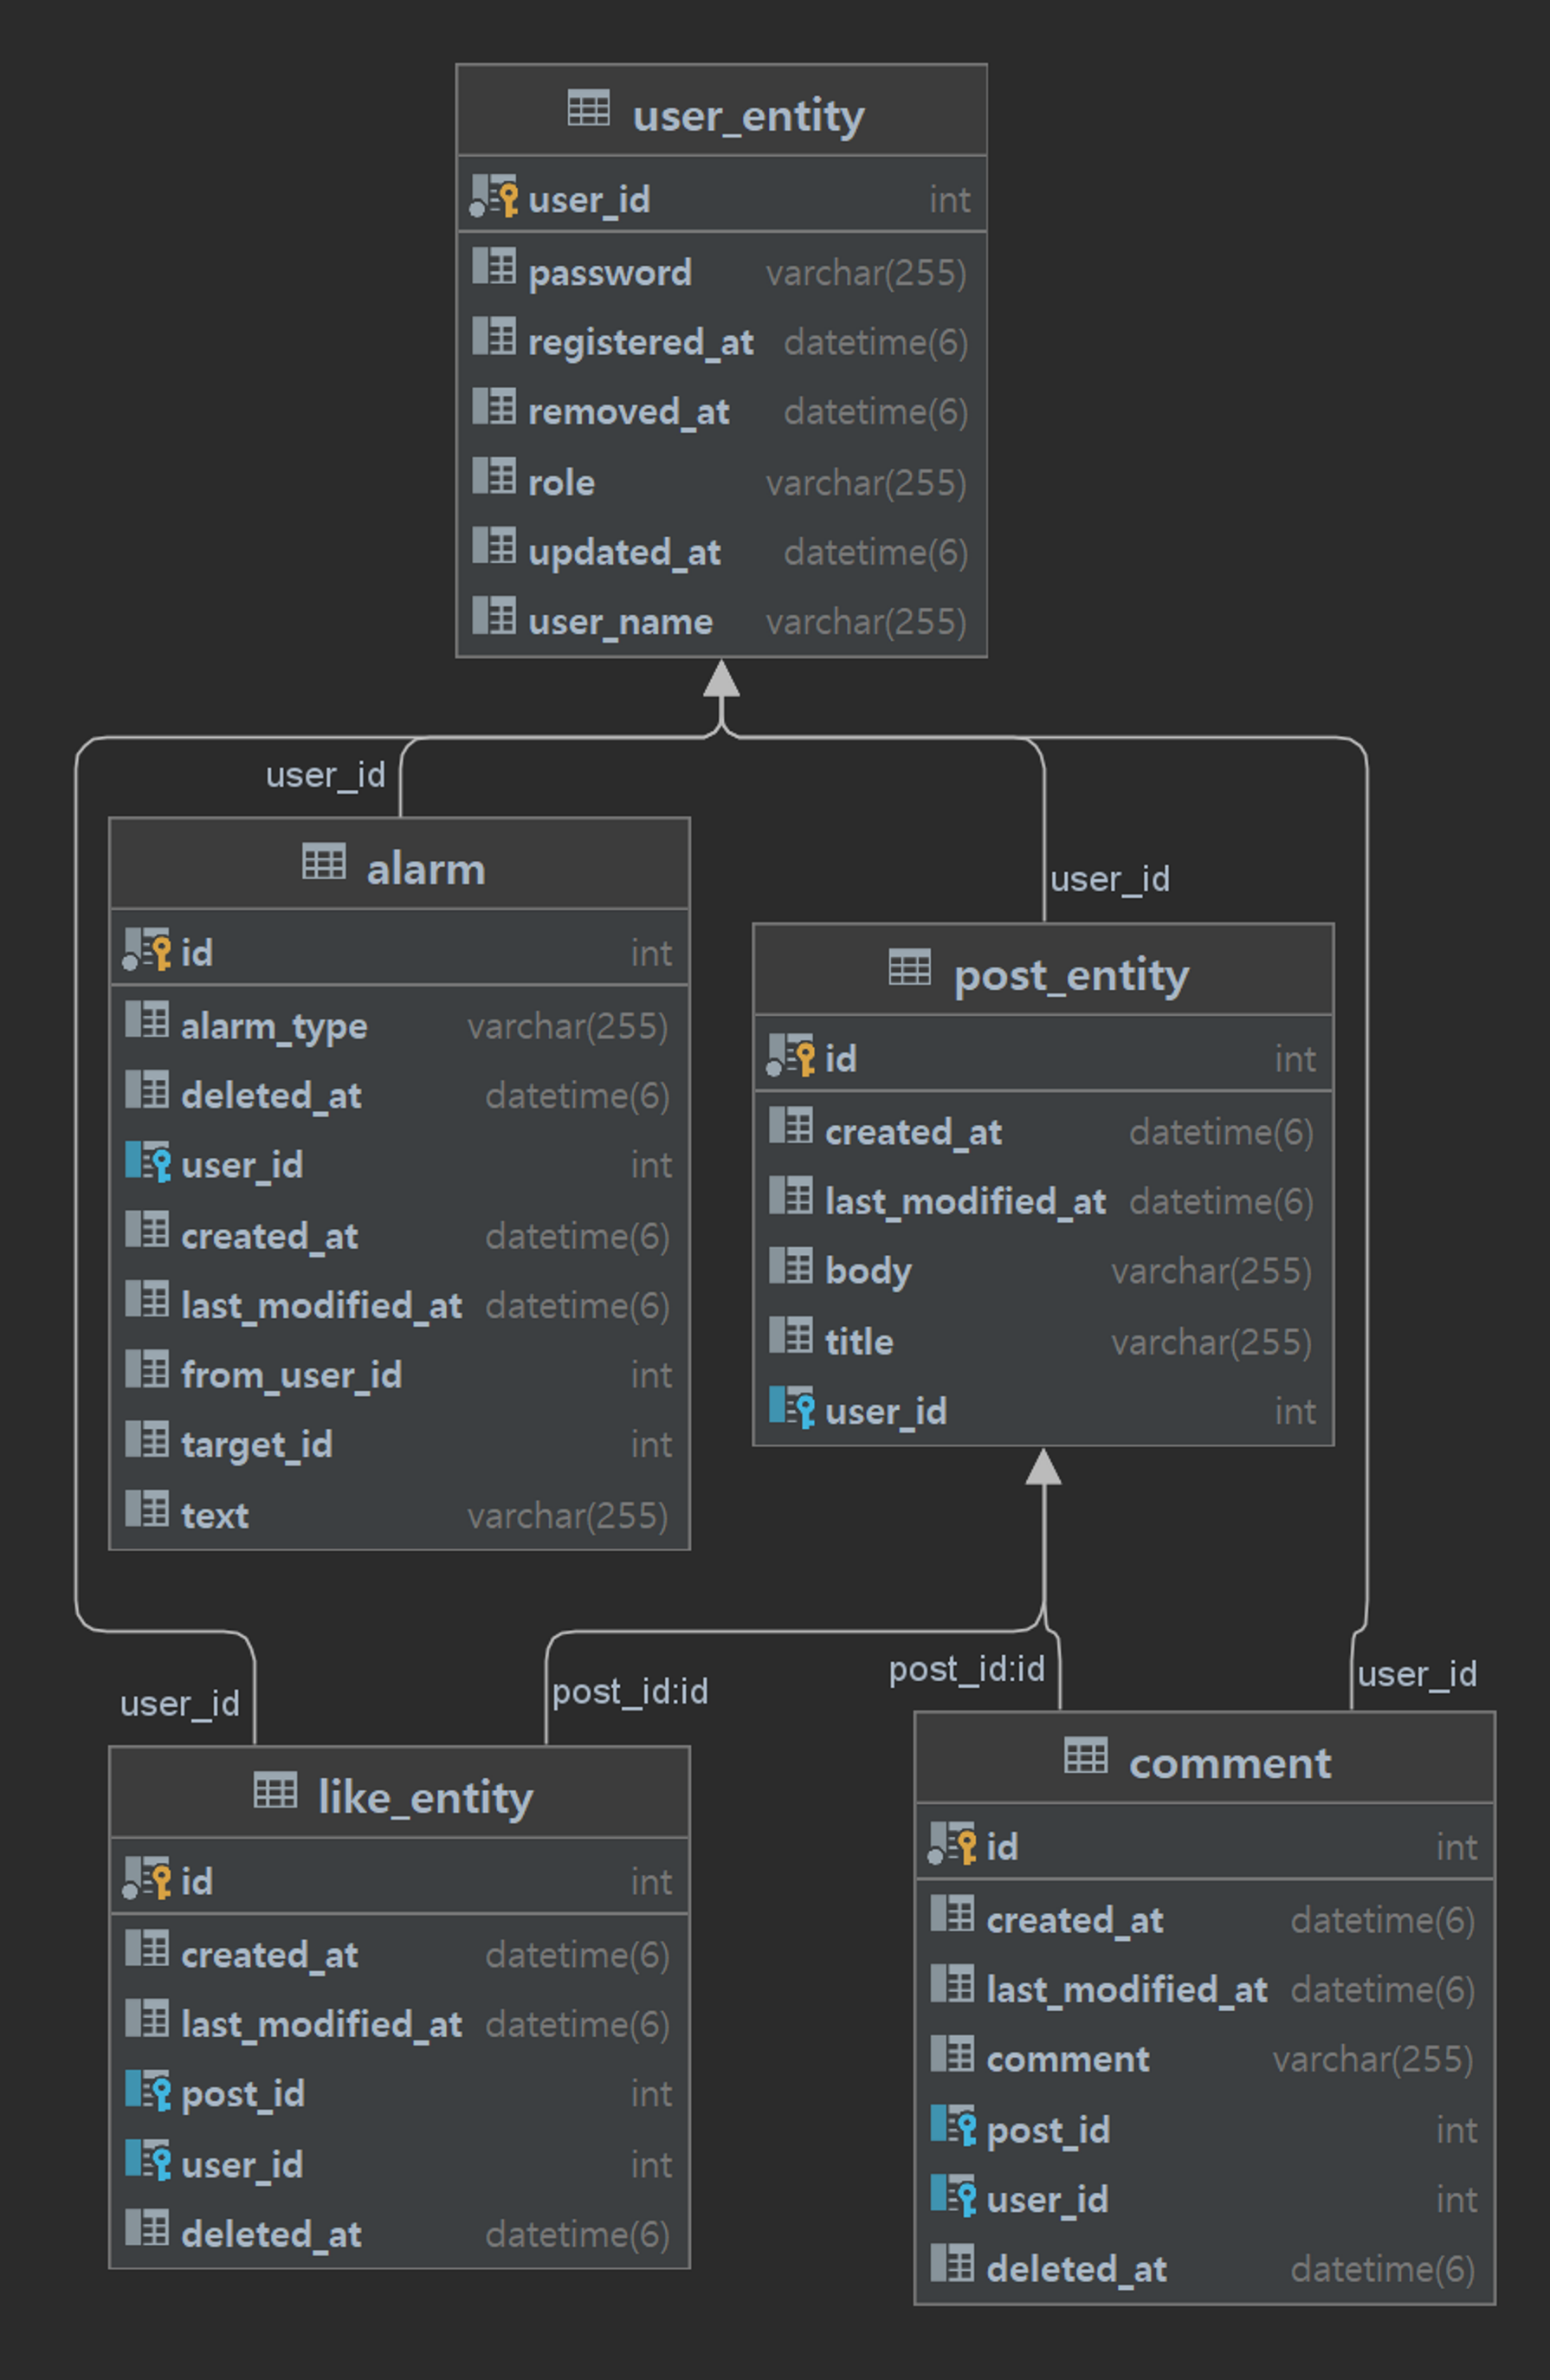 user_entity
user_id int
password varchar(255)
registered_at datetime(6)
removed_at datetime(6)
role varchar(255)
updated_at datetime(6)
user_name varchar(255)
user_id
alarm
id int
alarm_type varchar(255)
deleted_at datetime(6)
user_id int
created_at datetime(6)
last_modified_at datetime(6)
from_user_id int
target_id int
text varchar(255)
user_id
post_entity
id int
created_at datetime(6)
last_modified_at datetime(6)
body varchar(255)
title varchar(255)
user_id int
user_id
post_id:id
post_id:id
user_id
like_entity
id int
created_at datetime(6)
last_modified_at datetime(6)
post_id int
user_id int
deleted_at datetime(6)
comment
id int
created_at datetime(6)
last_modified_at datetime(6)
comment varchar(255)
post_id int
user_id int
deleted_at datetime(6)